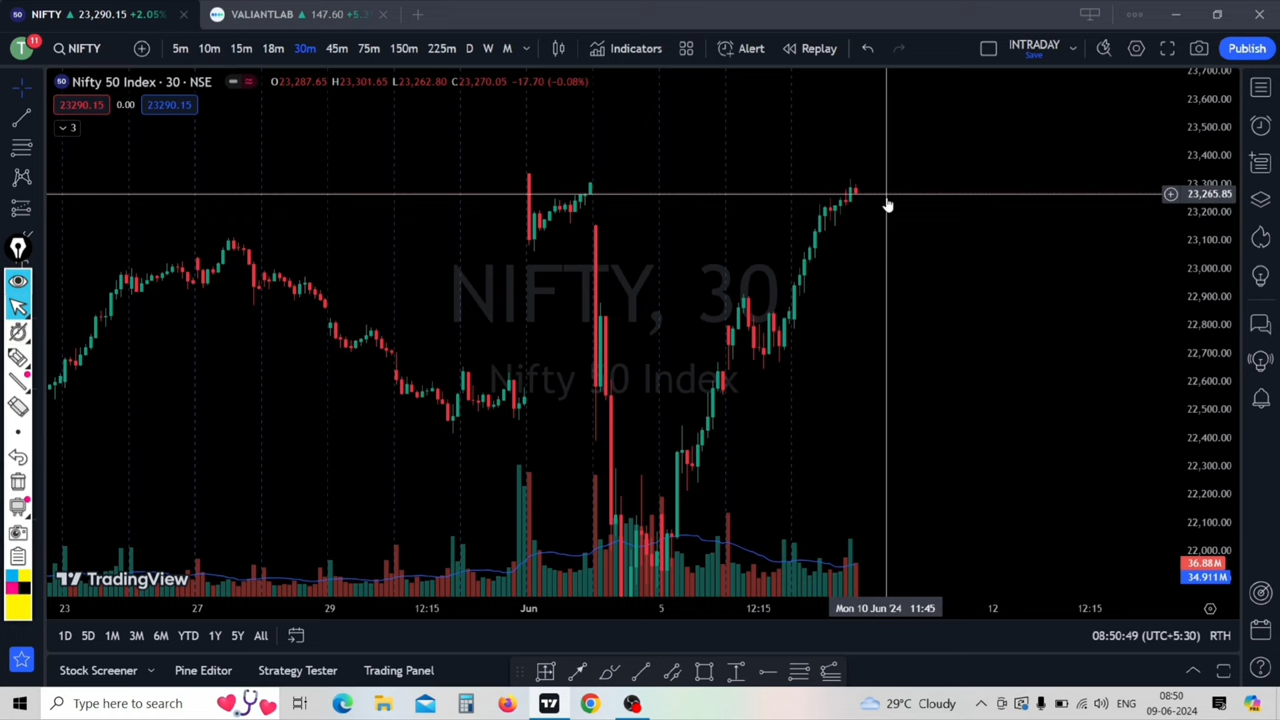 NIFTY ▲ 23,290.15 +2.05%
VALIANTLAB ▲ 147.60 +5.3
T 11
NIFTY 5m 10m 15m 18m 30m 45m 75m 150m 225m D W M Indicators Alert Replay INTRADAY Save Publish
Nifty 50 Index · 30 · NSE O23,287.65 H23,301.65 L23,262.80 C23,270.05 -17.70 (-0.08%)
23290.15 0.00 23290.15
3
23,700.00
23,600.00
23,500.00
23,400.00
23,300.00
23,265.85
23,200.00
23,100.00
23,000.00
22,900.00
22,800.00
22,700.00
22,600.00
22,500.00
22,400.00
22,300.00
22,200.00
22,100.00
22,000.00
36.88M
34.911M
NIFTY, 30
Nifty 50 Index
TradingView
23 27 29 12:15 Jun 5 12:15 Mon 10 Jun '24 11:45 12 12:15
1D 5D 1M 3M 6M YTD 1Y 5Y All 08:50:49 (UTC+5:30) RTH
Stock Screener Pine Editor Strategy Tester Trading Panel
Type here to search 29°C Cloudy ENG 08:50
09-06-2024